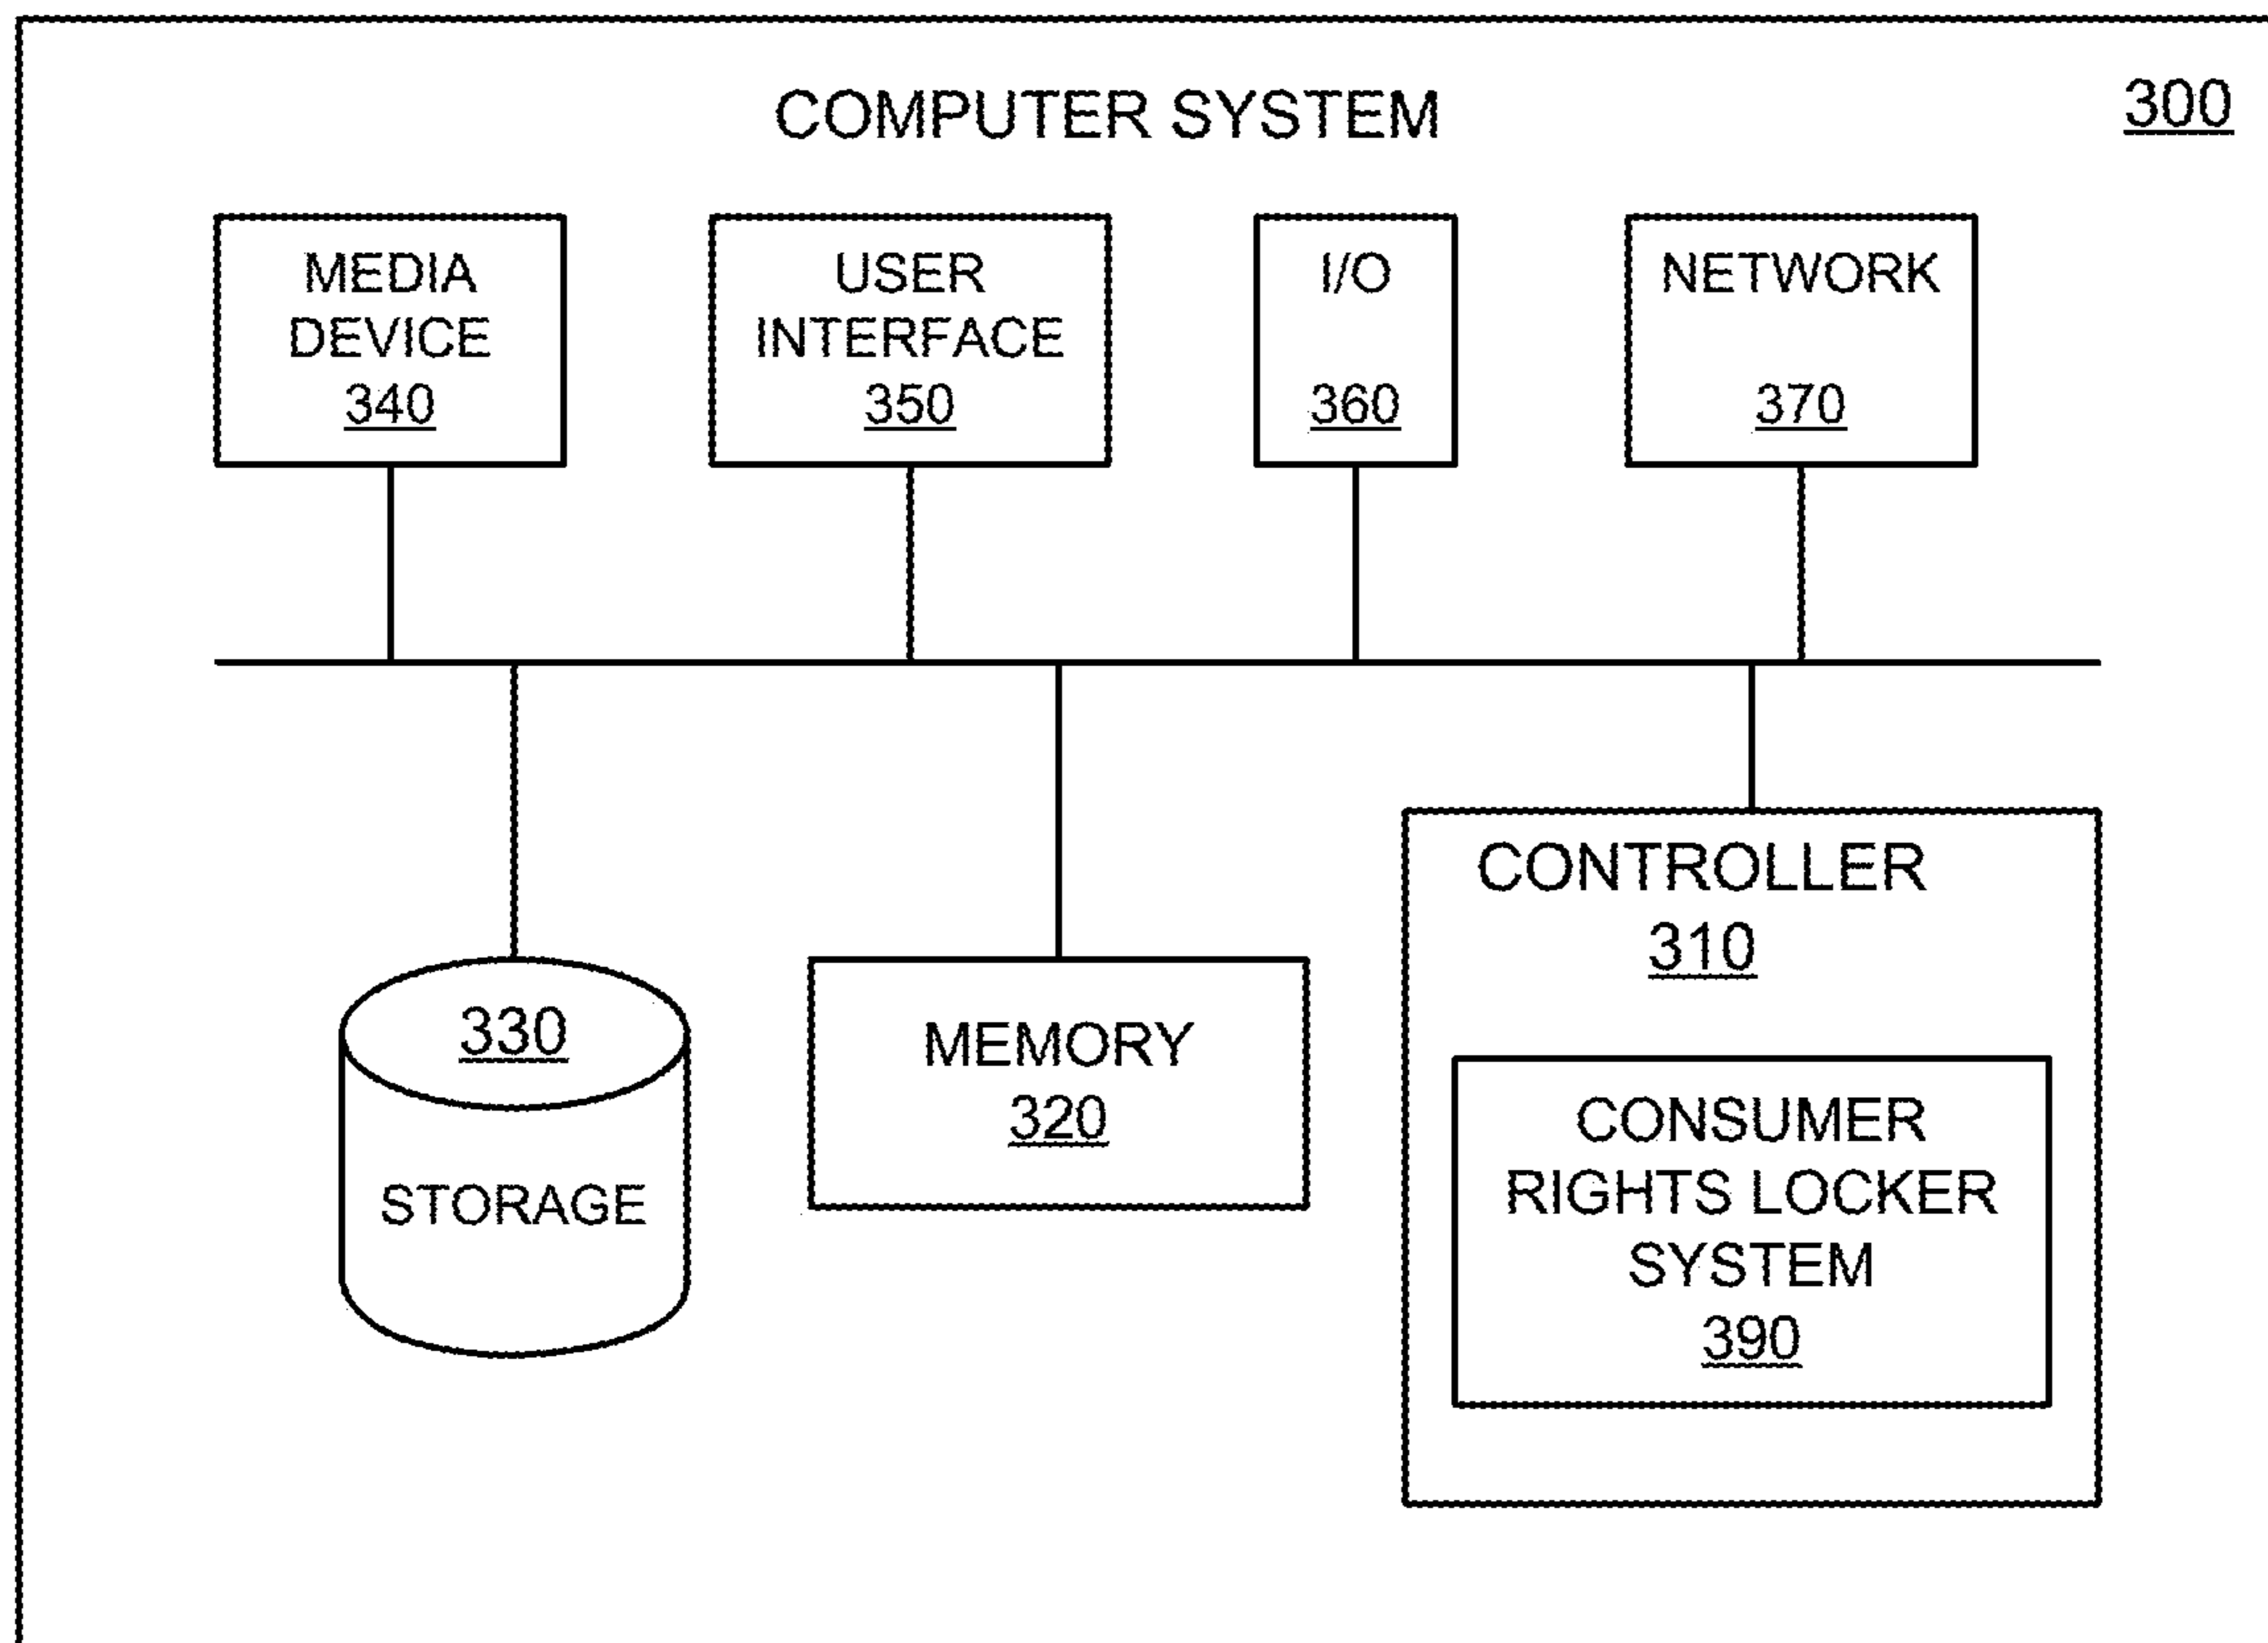 COMPUTER SYSTEM
300
MEDIA
DEVICE
340
USER
INTERFACE
350
I/O
360
NETWORK
370
330
STORAGE
MEMORY
320
CONTROLLER
310
CONSUMER
RIGHTS LOCKER
SYSTEM
390